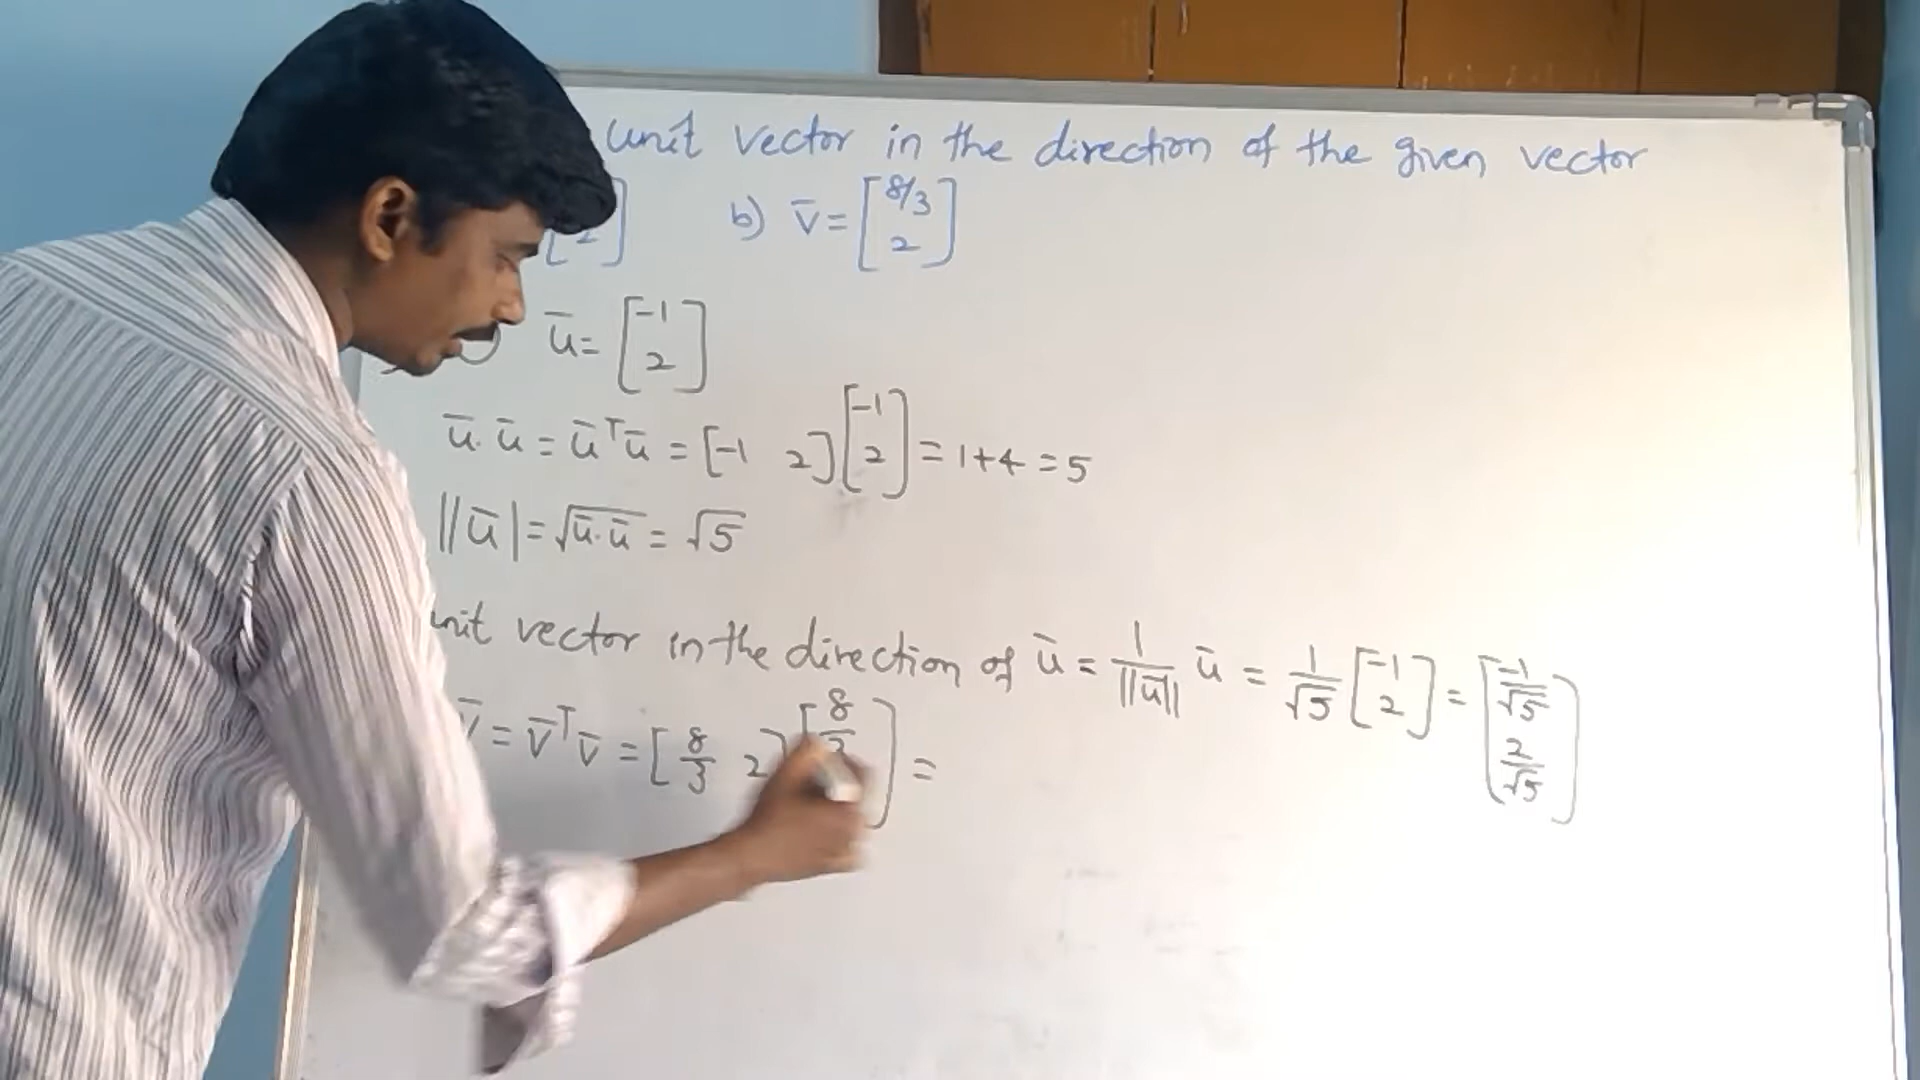 unit vector in the direction of the given vector
[ 2 ] b) v̄ = [ 8/3 2 ]
ū = [ -1 2 ]
ū. ū = ūᵀū = [-1 2] [ -1 2 ] = 1+4 = 5
||ū| = √ū.ū = √5
unit vector in the direction of ū = 1/||ū|| ū = 1/√5 [ -1 2 ] = [ -1/√5 2/√5 ]
v̄ = v̄ᵀ v̄ = [ 8/3 2 ] [ 8/3 ] =